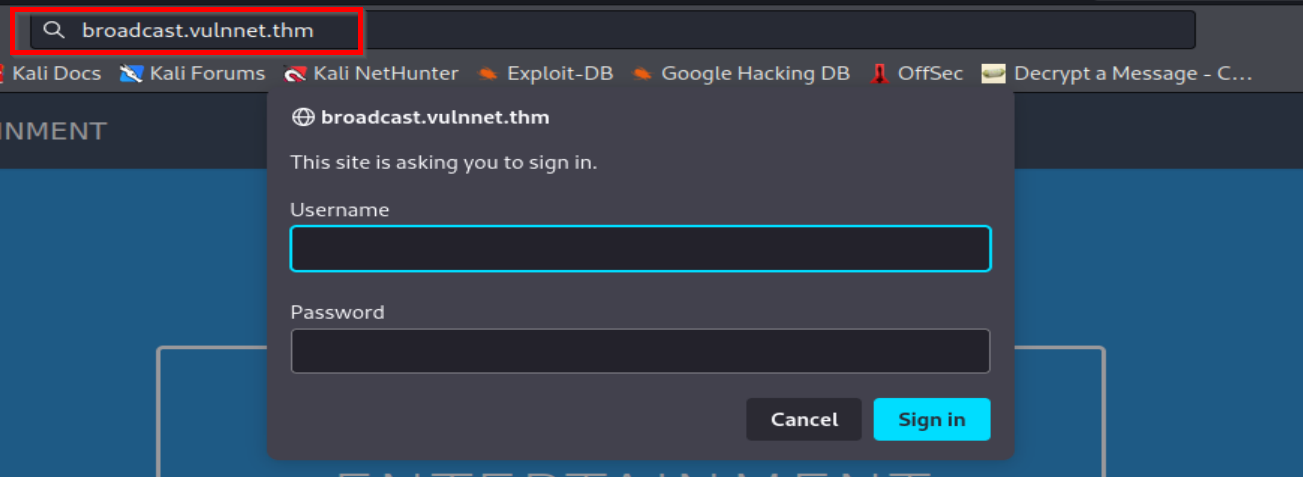 broadcast.vulnnet.thm
Kali Docs Kali Forums Kali NetHunter Exploit-DB Google Hacking DB OffSec Decrypt a Message - C…
INMENT
broadcast.vulnnet.thm
This site is asking you to sign in.
Username
Password
Cancel Sign in
ENTERTAINMENT